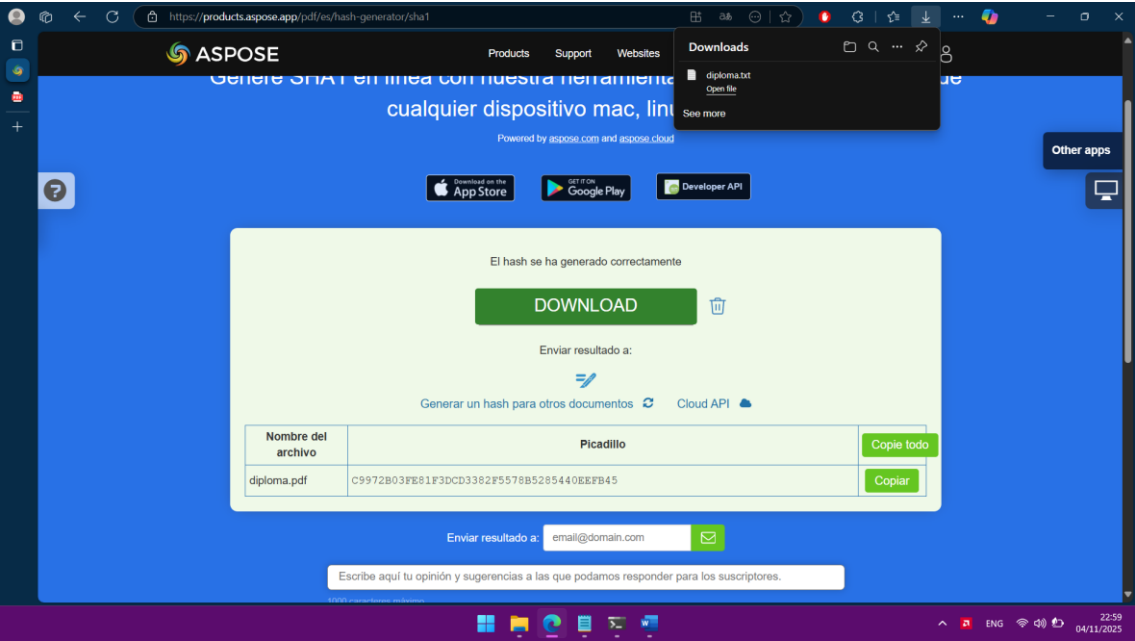 https://products.aspose.app/pdf/es/hash-generator/sha1
ASPOSE
Products Support Websites
Downloads
diploma.txt
Open file
See more
Genere SHA1 en línea con nuestra herramienta
cualquier dispositivo mac,
Powered by aspose.com and aspose.cloud
Other apps
Download on the
App Store
GET IT ON
Google Play
Developer API
El hash se ha generado correctamente
DOWNLOAD
Enviar resultado a:
Generar un hash para otros documentos Cloud API
Nombre del archivo Picadillo Copie todo
diploma.pdf C9972B03FE81F3DCD3382F5578B5285440EEFB45 Copiar
Enviar resultado a: email@domain.com
Escribe aquí tu opinión y sugerencias a las que podamos responder para los suscriptores.
1000 caracteres máximo
ENG
22:59
04/11/2025